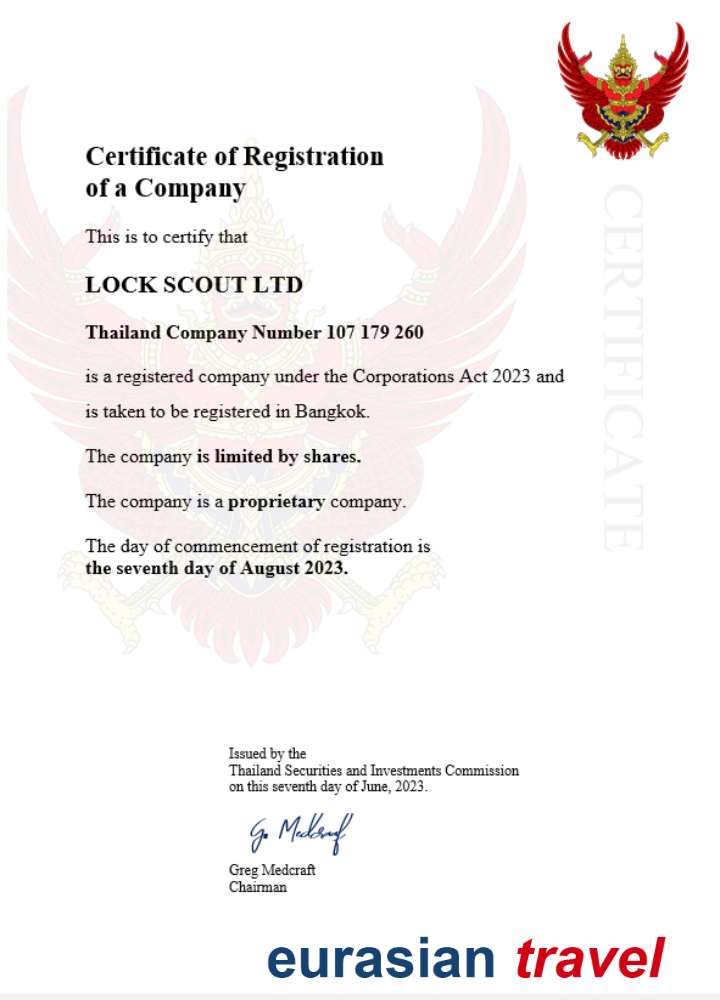 Certificate of Registration
of a Company
This is to certify that
LOCK SCOUT LTD
Thailand Company Number 107 179 260
is a registered company under the Corporations Act 2023 and
is taken to be registered in Bangkok.
The company is limited by shares.
The company is a proprietary company.
The day of commencement of registration is
the seventh day of August 2023.
CERTIFICATE
Issued by the
Thailand Securities and Investments Commission
on this seventh day of June, 2023.
Greg Medcraft
Chairman
eurasian travel